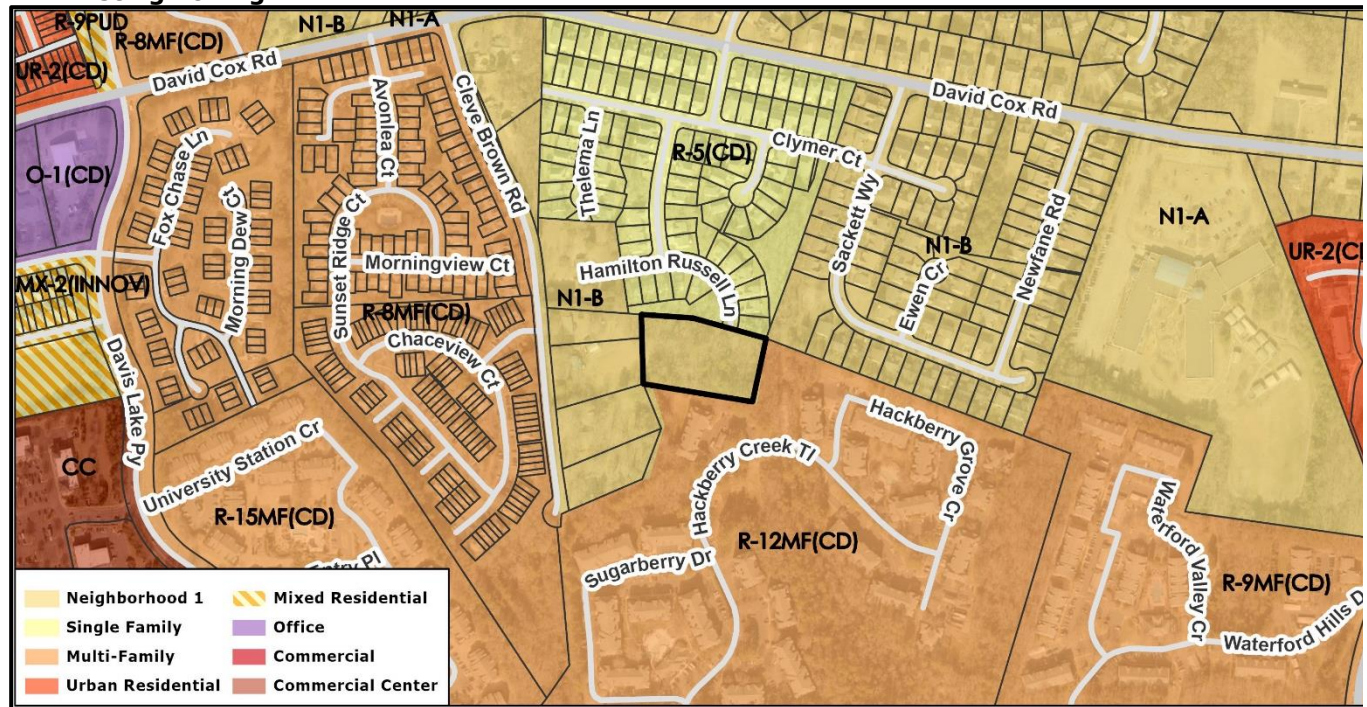 R-9PUD
R-8MF(CD)
N1-B
N1-A
UR-2(CD)
David Cox Rd
Avonlea Ct
Cleve Brown Rd
David Cox Rd
Fox Chase Ln
O-1(CD)
Morning Dew Ct
Thelema Ln
R-5(CD)
Clymer Ct
Sackett Wy
N1-B
Newfane Rd
N1-A
UR-2(C
MX-2(INNOV)
Sunset Ridge Ct
Morningview Ct
Hamilton Russell Ln
Ewen Cr
N1-B
R-8MF(CD)
Chaceview Ct
Davis Lake Py
CC
University Station Cr
R-15MF(CD)
Entry Pl
Hackberry Creek Tl
Hackberry Grove Cr
Sugarberry Dr
R-12MF(CD)
Waterford Valley Cr
R-9MF(CD)
Waterford Hills D
Neighborhood 1
Single Family
Multi-Family
Urban Residential
Mixed Residential
Office
Commercial
Commercial Center